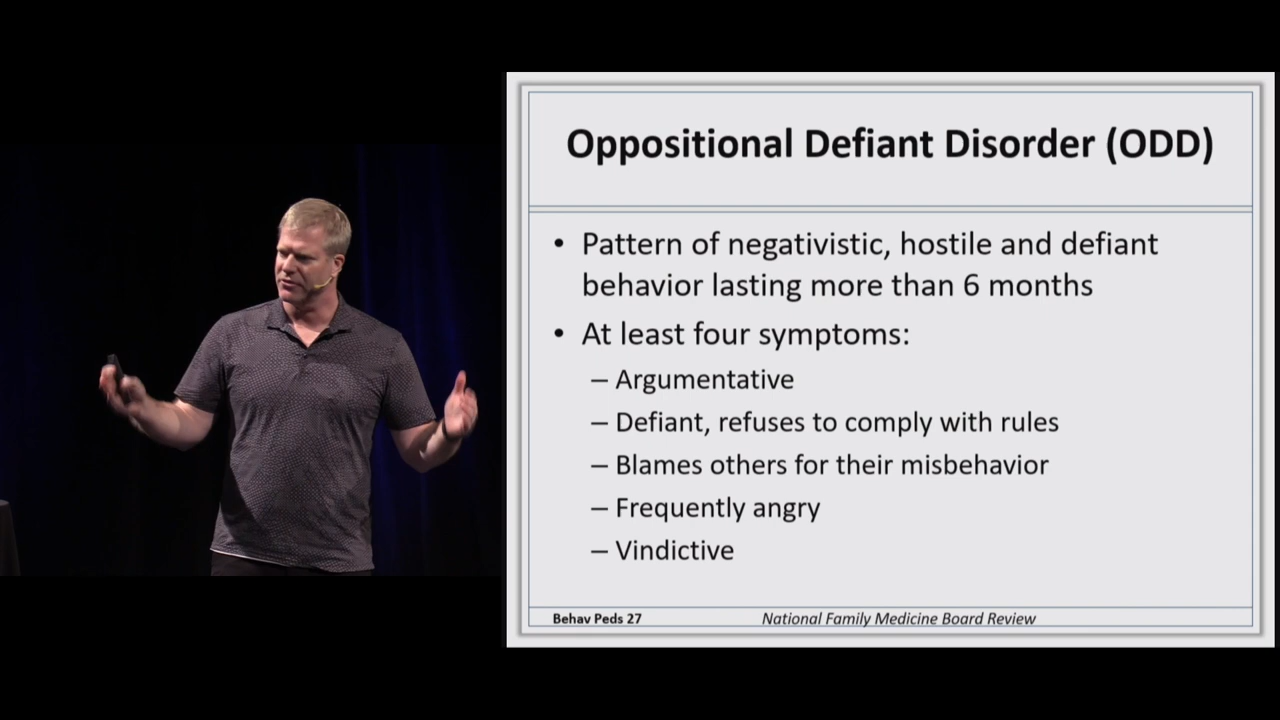 Oppositional Defiant Disorder (ODD)
• Pattern of negativistic, hostile and defiant
behavior lasting more than 6 months
• At least four symptoms:
– Argumentative
– Defiant, refuses to comply with rules
– Blames others for their misbehavior
– Frequently angry
– Vindictive
Behav Peds 27
National Family Medicine Board Review